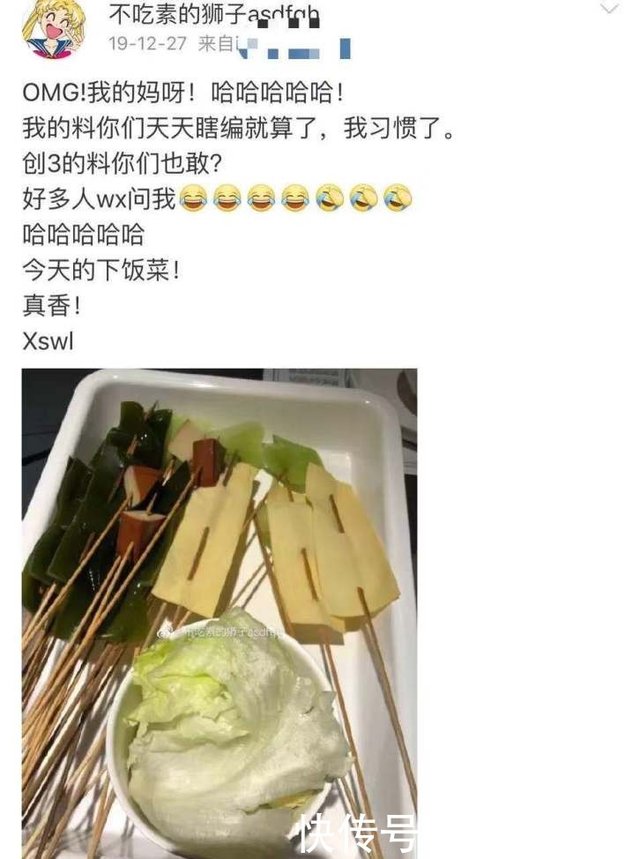 不吃素的狮子asdfgh
19-12-27 来自
OMG!我的妈呀！哈哈哈哈哈！
我的料你们天天瞎编就算了，我习惯了。
创3的料你们也敢？
好多人wx问我😂😂😂😂🤣🤣🤣
哈哈哈哈哈
今天的下饭菜！
真香！
Xswl
不吃素的狮子asdfgh
快传号